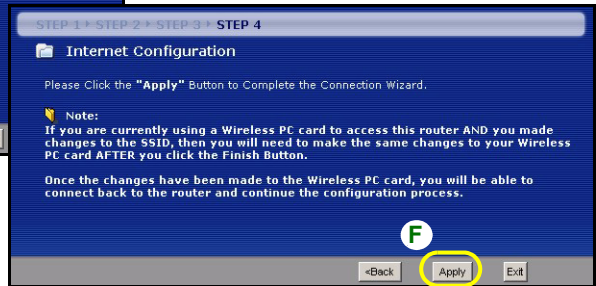 STEP 1 ▸ STEP 2 ▸ STEP 3 ▸ STEP 4
Internet Configuration
Please Click the "Apply" Button to Complete the Connection Wizard.
Note:
If you are currently using a Wireless PC card to access this router AND you made
changes to the SSID, then you will need to make the same changes to your Wireless
PC card AFTER you click the Finish Button.
Once the changes have been made to the Wireless PC card, you will be able to
connect back to the router and continue the configuration process.
F
<Back Apply Exit